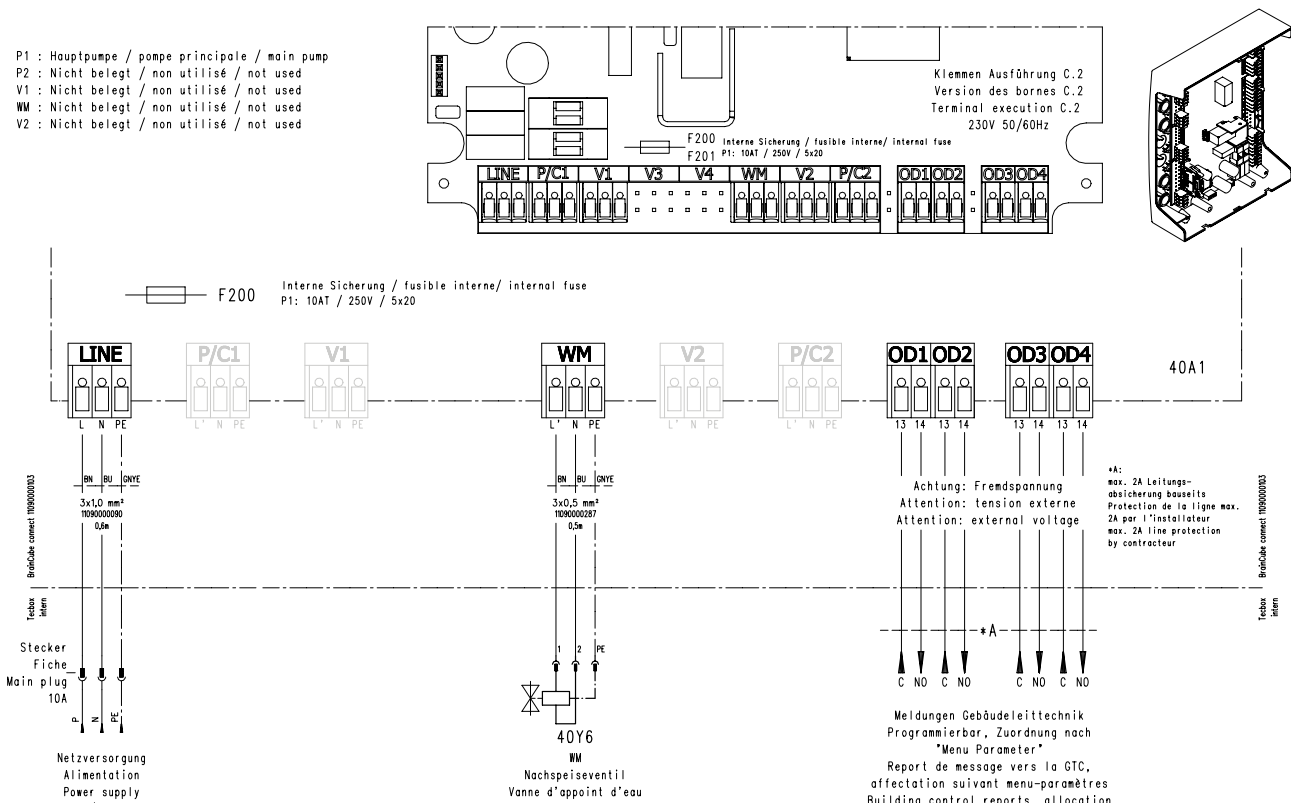 P1 : Hauptpumpe / pompe principale / main pump
P2 : Nicht belegt / non utilisé / not used
V1 : Nicht belegt / non utilisé / not used
WM : Nicht belegt / non utilisé / not used
V2 : Nicht belegt / non utilisé / not used
Klemmen Ausführung C.2
Version des bornes C.2
Terminal execution C.2
230V 50/60Hz
F200 Interne Sicherung / fusible interne/ internal fuse
F201 P1: 10AT / 250V / 5x20
LINE P/C1 V1 V3 V4 WM V2 P/C2 OD1 OD2 OD3 OD4
F200
Interne Sicherung / fusible interne/ internal fuse
P1: 10AT / 250V / 5x20
LINE P/C1 V1 WM V2 P/C2 OD1 OD2 OD3 OD4
40A1
L N PE L' N PE L' N PE L' N PE L' N PE L' N PE 13 14 13 14 13 14 13 14
BN BU GNYE
3x1,0 mm²
11090000090
0,6m
BN BU GNYE
3x0,5 mm²
11090000287
0,5m
Achtung: Fremdspannung
Attention: tension externe
Attention: external voltage
*A:
max. 2A Leitungs-
absicherung bauseits
Protection de la ligne max.
2A par l'installateur
max. 2A line protection
by contracteur
BrainCube connect 11090000103
Tecbox
intern
BrainCube connect 11090000103
Tecbox
intern
Stecker
Fiche
Main plug
10A
P N PE
Netzversorgung
Alimentation
Power supply
1 2 PE
40Y6
WM
Nachspeiseventil
Vanne d'appoint d'eau
*A
C NO C NO C NO C NO
Meldungen Gebäudeleittechnik
Programmierbar, Zuordnung nach
"Menu Parameter"
Report de message vers la GTC,
affectation suivant menu-paramètres
Building control reports, allocation